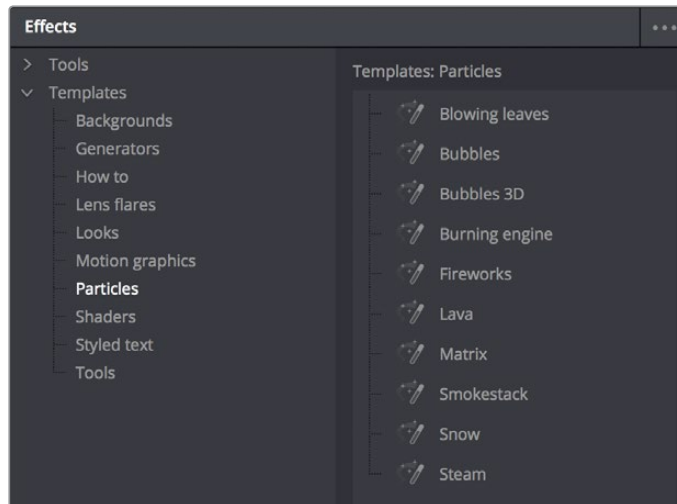 Effects
Tools
Templates
Backgrounds
Generators
How to
Lens flares
Looks
Motion graphics
Particles
Shaders
Styled text
Tools
Templates: Particles
Blowing leaves
Bubbles
Bubbles 3D
Burning engine
Fireworks
Lava
Matrix
Smokestack
Snow
Steam